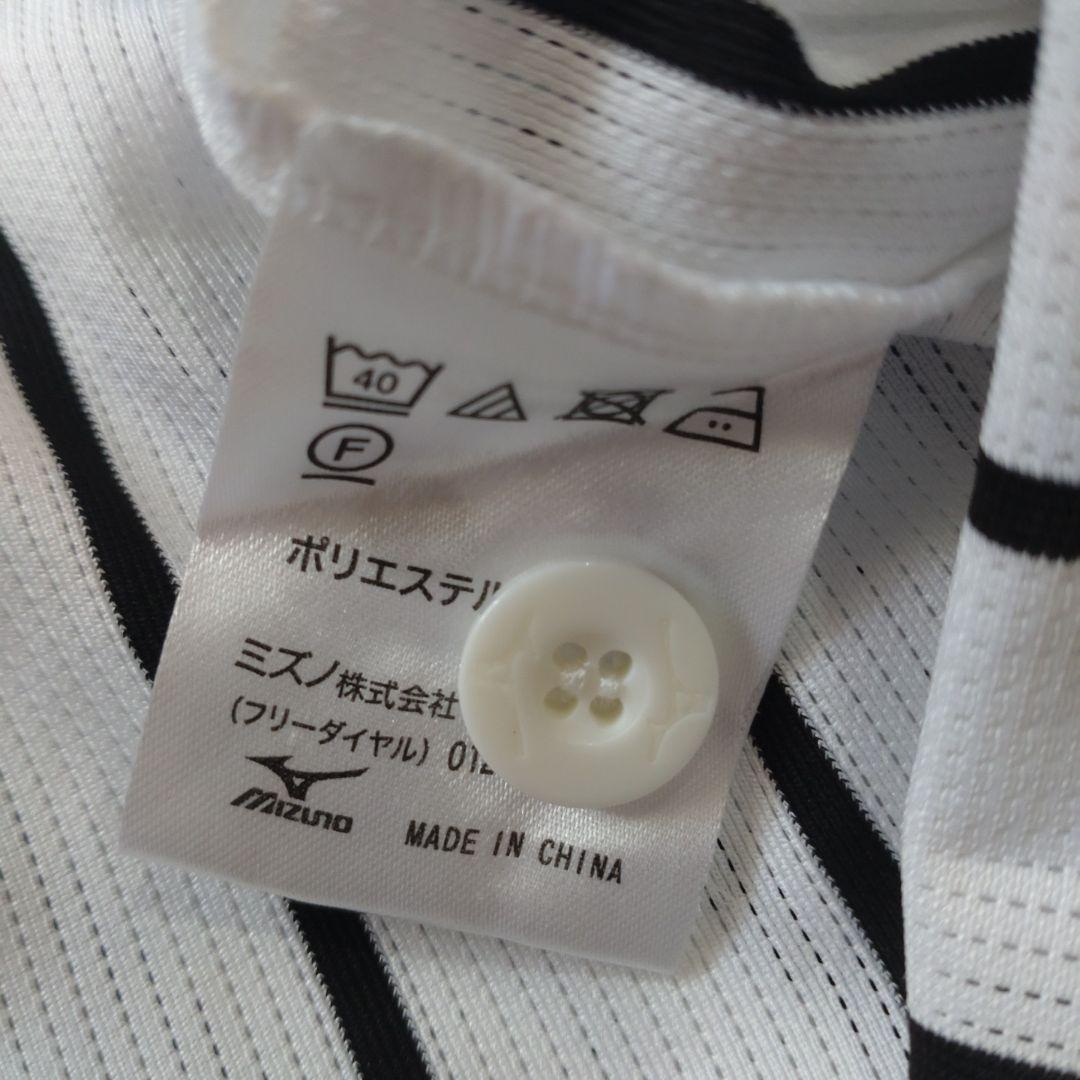 40
F
ポリエステル
ミズノ株式会社
(フリーダイヤル) 012
MIZUNO
MADE IN CHINA